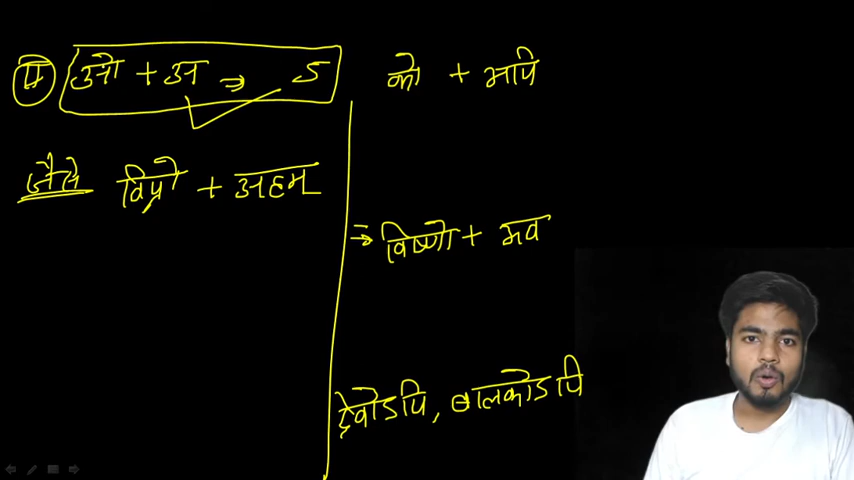 प ओ + अ ⇒ ऽ
को + अपि
जैसे विप्रो + अहम
⇒ विष्णो + अव
देवोऽपि, बालकोऽपि